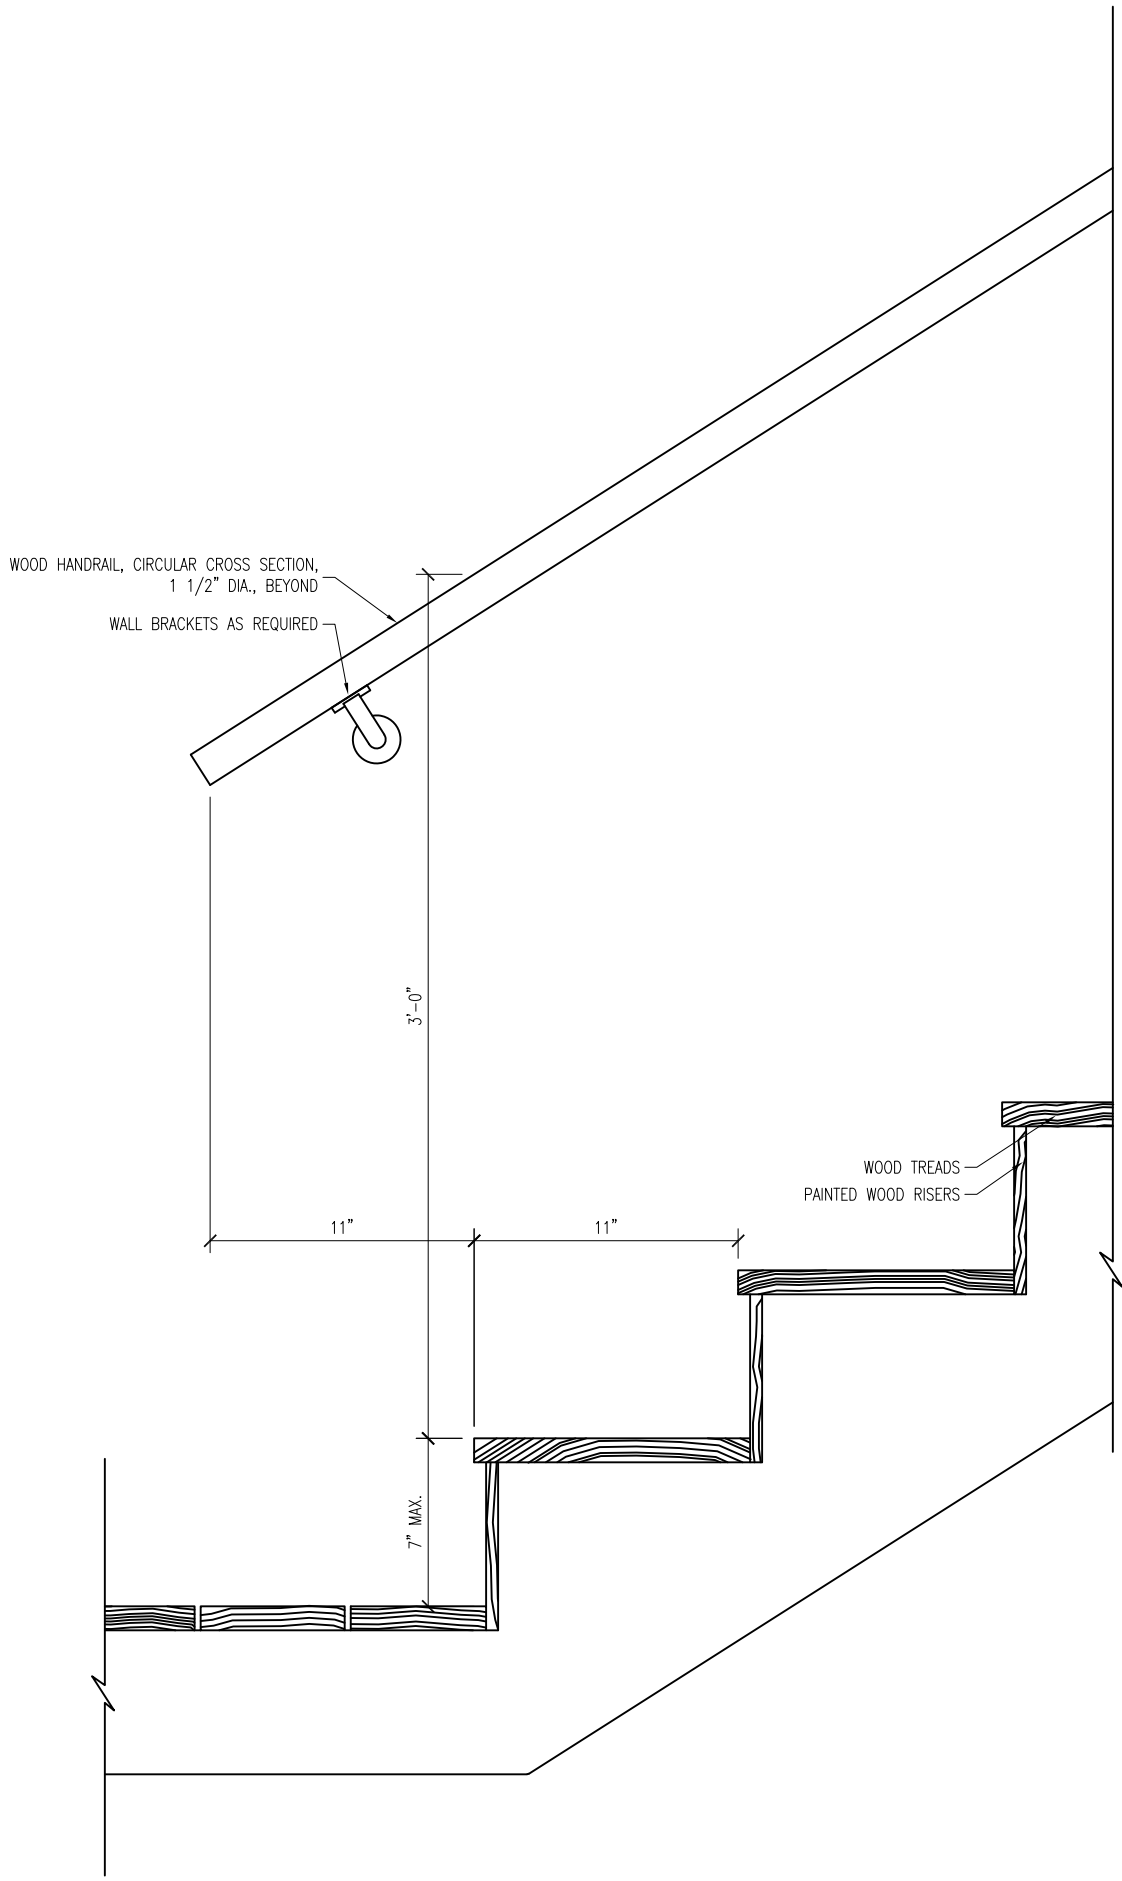 WOOD HANDRAIL, CIRCULAR CROSS SECTION,
1 1/2" DIA., BEYOND
WALL BRACKETS AS REQUIRED
3'-0"
WOOD TREADS
PAINTED WOOD RISERS
11"
11"
7" MAX.